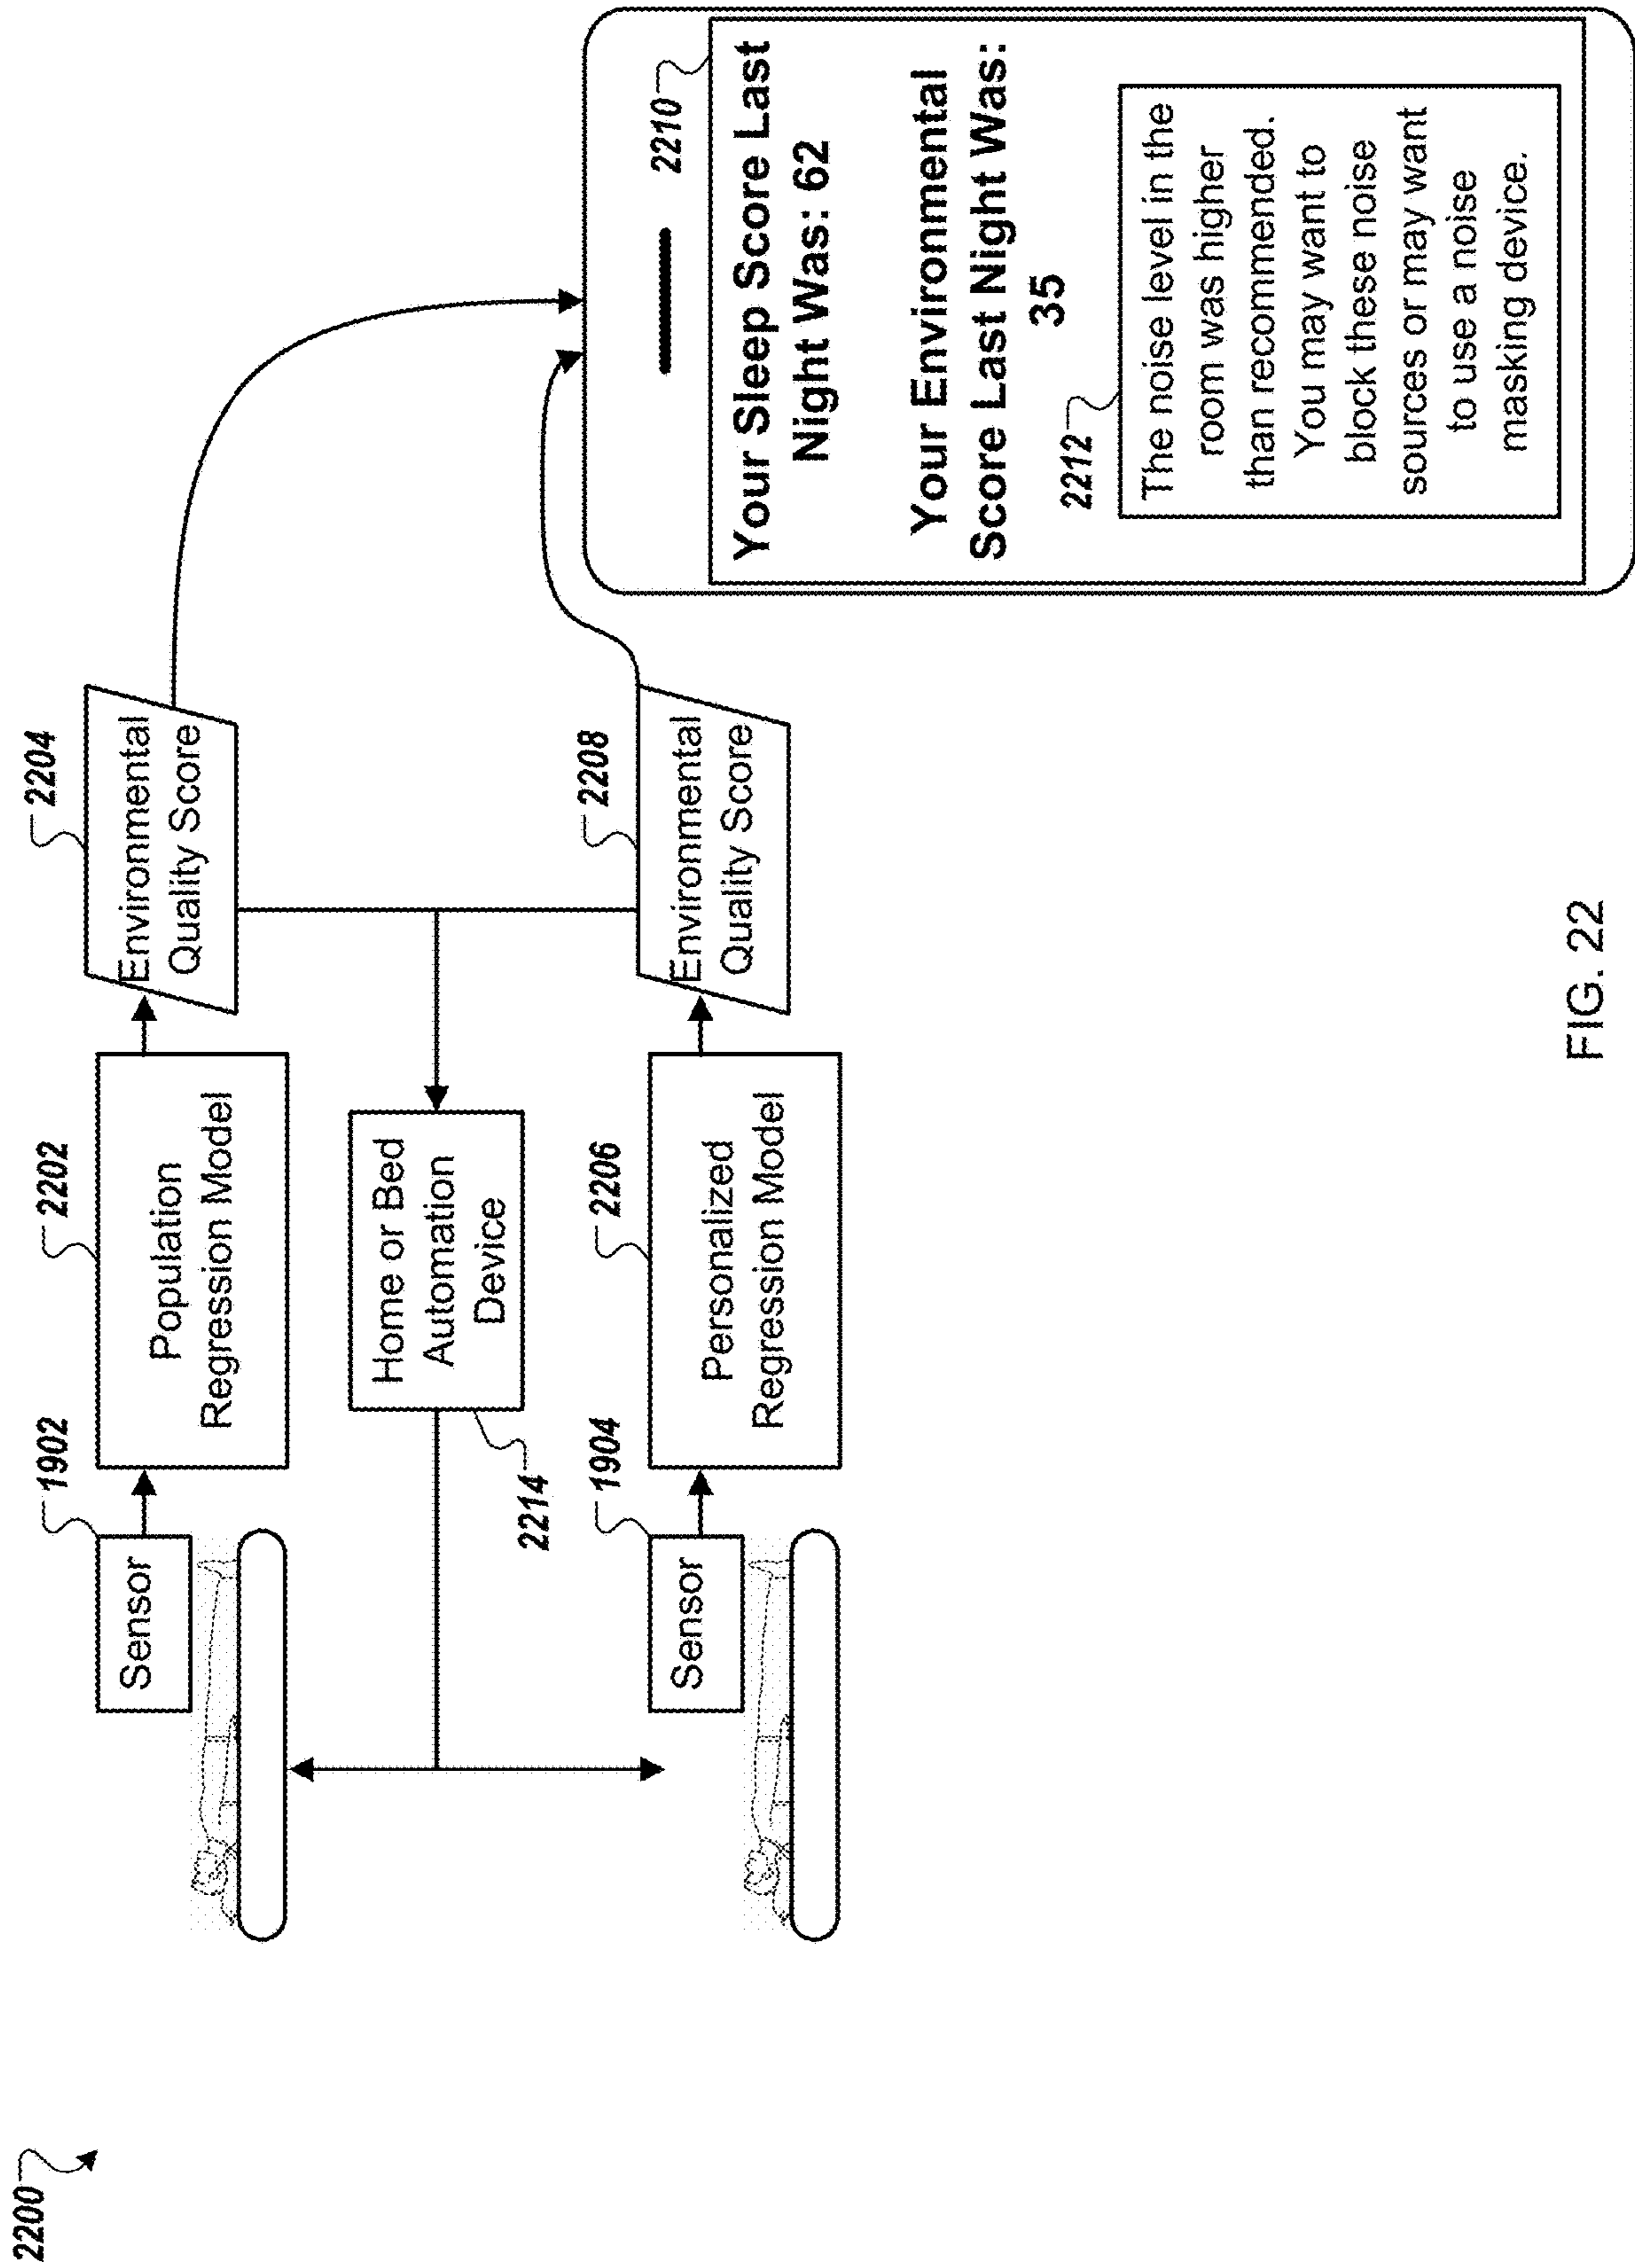 2200
1902
Sensor
2202
Population
Regression Model
2204
Environmental
Quality Score
Home or Bed
Automation
Device
2214
1904
Sensor
2206
Personalized
Regression Model
2208
Environmental
Quality Score
2210
Your Sleep Score Last
Night Was: 62
Your Environmental
Score Last Night Was:
35
2212
The noise level in the
room was higher
than recommended.
You may want to
block these noise
sources or may want
to use a noise
masking device.
FIG. 22